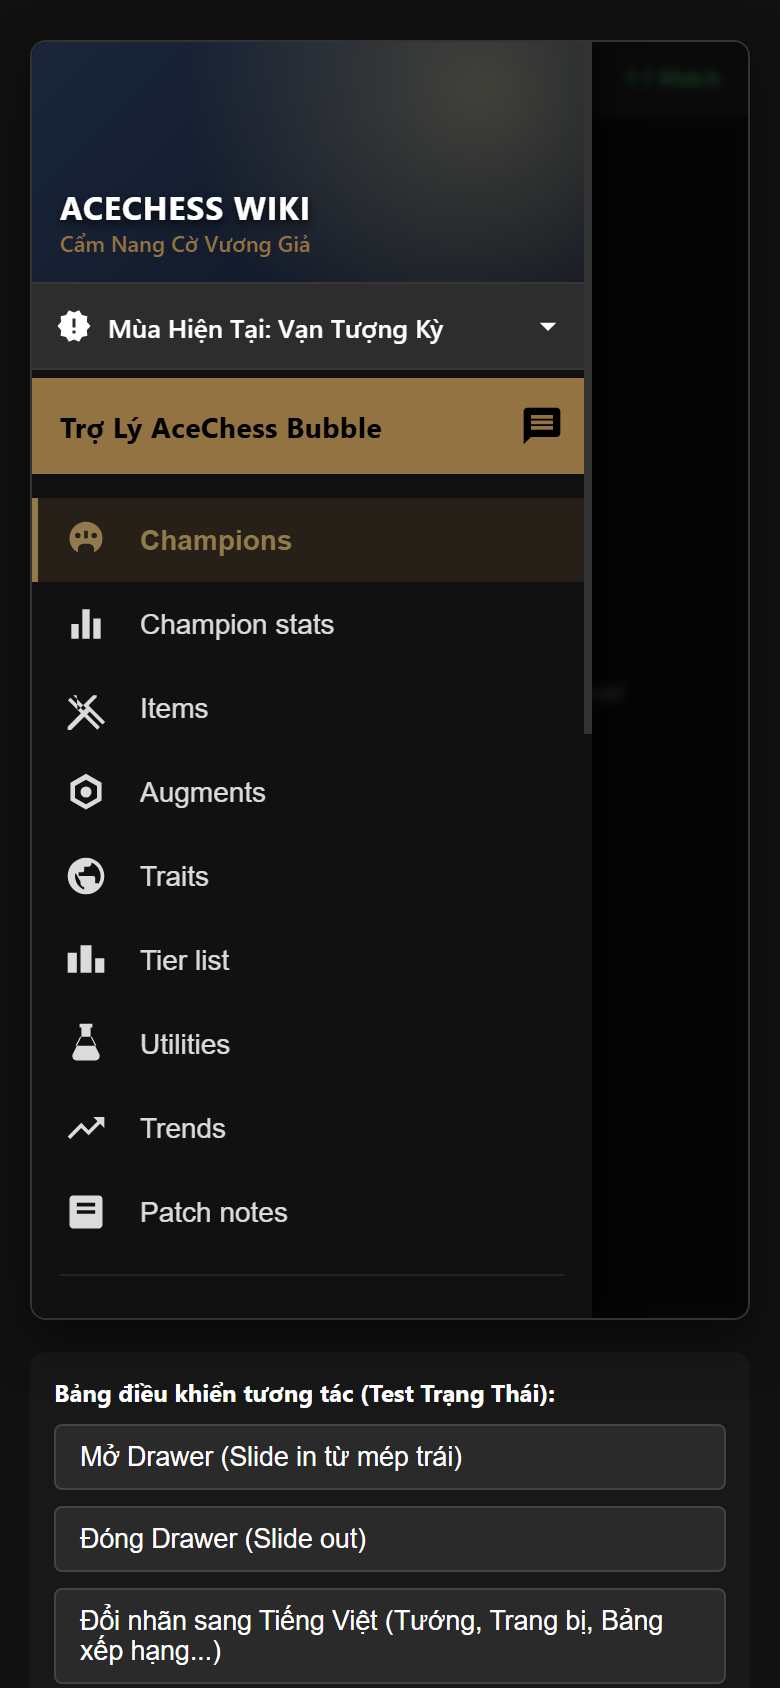 ACECHESS WIKI
Cẩm Nang Cờ Vương Giả
Mùa Hiện Tại: Vạn Tượng Kỳ
Trợ Lý AceChess Bubble
Champions
Champion stats
Items
Augments
Traits
Tier list
Utilities
Trends
Patch notes
Bảng điều khiển tương tác (Test Trạng Thái):
Mở Drawer (Slide in từ mép trái)
Đóng Drawer (Slide out)
Đổi nhãn sang Tiếng Việt (Tướng, Trang bị, Bảng
xếp hạng...)